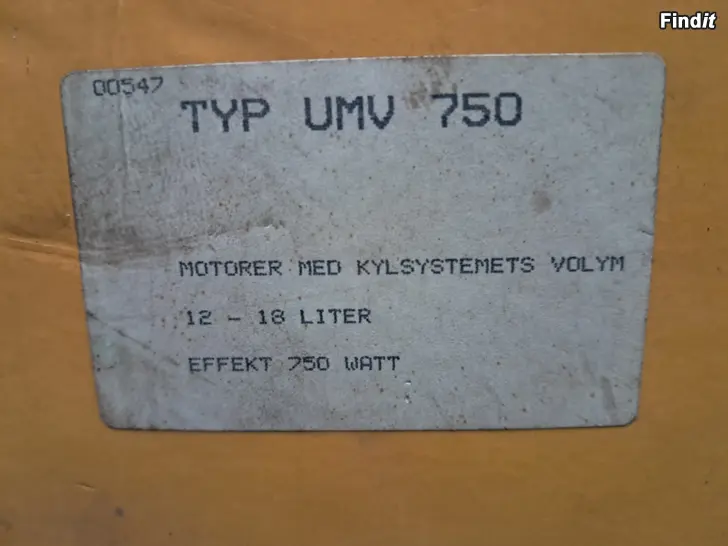 Findit
00547
TYP UMV 750
MOTORER MED KYLSYSTEMETS VOLYM
12 - 18 LITER
EFFEKT 750 WATT